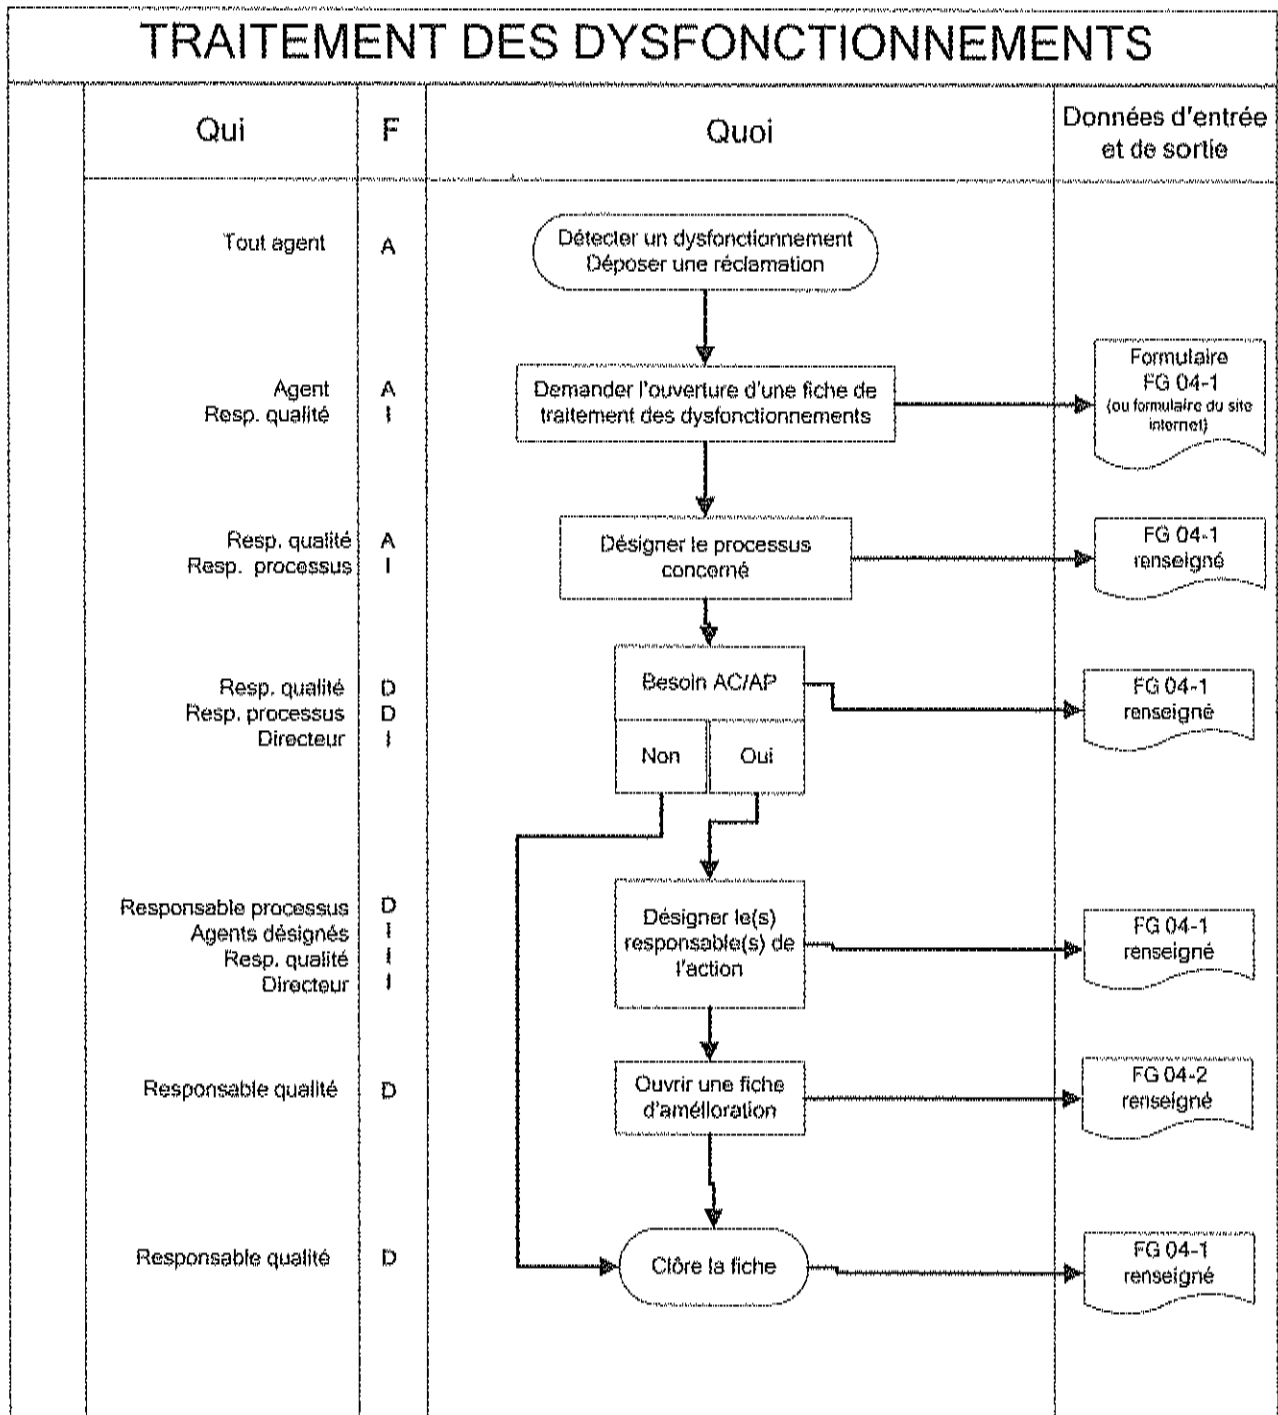 TRAITEMENT DES DYSFONCTIONNEMENTS
Qui
F
Quoi
Données d'entrée
et de sortie
Tout agent
A
Détecter un dysfonctionnement
Déposer une réclamation
Agent
A
Resp. qualité
I
Demander l'ouverture d'une fiche de
traitement des dysfonctionnements
Formulaire
FG 04-1
(ou formulaire du site
internet)
Resp. qualité
A
Resp. processus
I
Désigner le processus
concerné
FG 04-1
renseigné
Resp. qualité
D
Resp. processus
D
Directeur
I
Besoin AC/AP
Non
Oui
FG 04-1
renseigné
Responsable processus
D
Agents désignés
I
Resp. qualité
I
Directeur
I
Désigner le(s)
responsable(s) de
l'action
FG 04-1
renseigné
Responsable qualité
D
Ouvrir une fiche
d'amélioration
FG 04-2
renseigné
Responsable qualité
D
Clôre la fiche
FG 04-1
renseigné